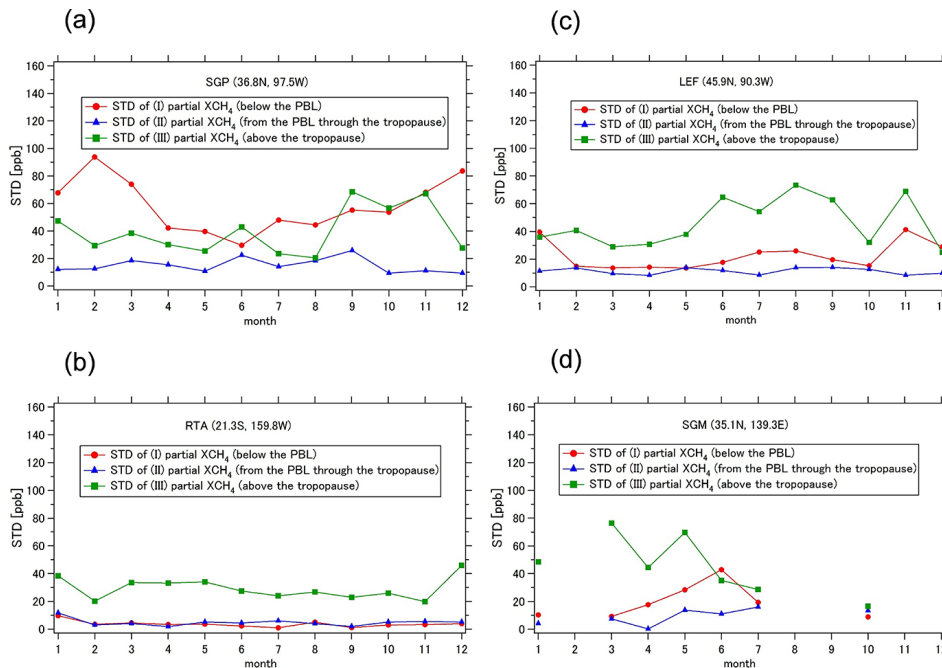 (a)
SGP (36.8N, 97.5W)
STD of (I) partial XCH4 (below the PBL)
STD of (II) partial XCH4 (from the PBL through the tropopause)
STD of (III) partial XCH4 (above the tropopause)
STD [ppb]
160
140
120
100
80
60
40
20
0
1 2 3 4 5 6 7 8 9 10 11 12
month
(b)
RTA (21.3S, 159.8W)
STD of (I) partial XCH4 (below the PBL)
STD of (II) partial XCH4 (from the PBL through the tropopause)
STD of (III) partial XCH4 (above the tropopause)
STD [ppb]
160
140
120
100
80
60
40
20
0
1 2 3 4 5 6 7 8 9 10 11 12
month
(c)
LEF (45.9N, 90.3W)
STD of (I) partial XCH4 (below the PBL)
STD of (II) partial XCH4 (from the PBL through the tropopause)
STD of (III) partial XCH4 (above the tropopause)
STD [ppb]
160
140
120
100
80
60
40
20
0
1 2 3 4 5 6 7 8 9 10 11
month
(d)
SGM (35.1N, 139.3E)
STD of (I) partial XCH4 (below the PBL)
STD of (II) partial XCH4 (from the PBL through the tropopause)
STD of (III) partial XCH4 (above the tropopause)
STD [ppb]
160
140
120
100
80
60
40
20
0
1 2 3 4 5 6 7 8 9 10 11 12
month